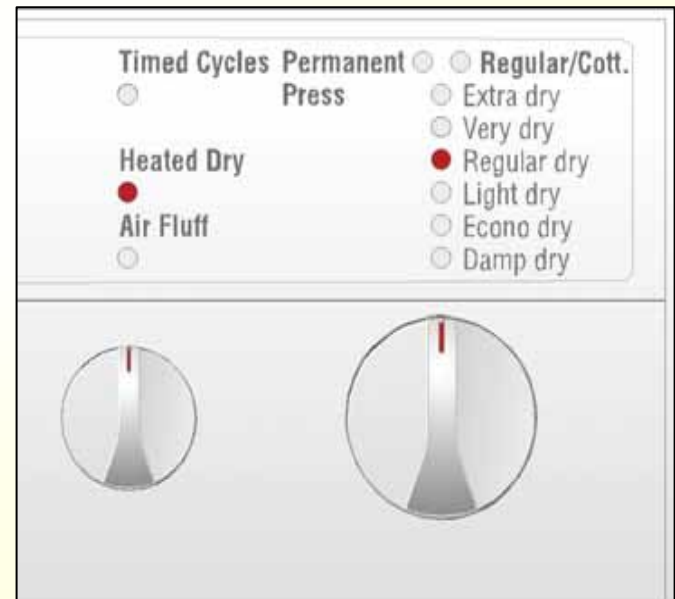 Timed Cycles
Permanent
Press
Regular/Cott.
Extra dry
Very dry
Regular dry
Light dry
Econo dry
Damp dry
Heated Dry
Air Fluff